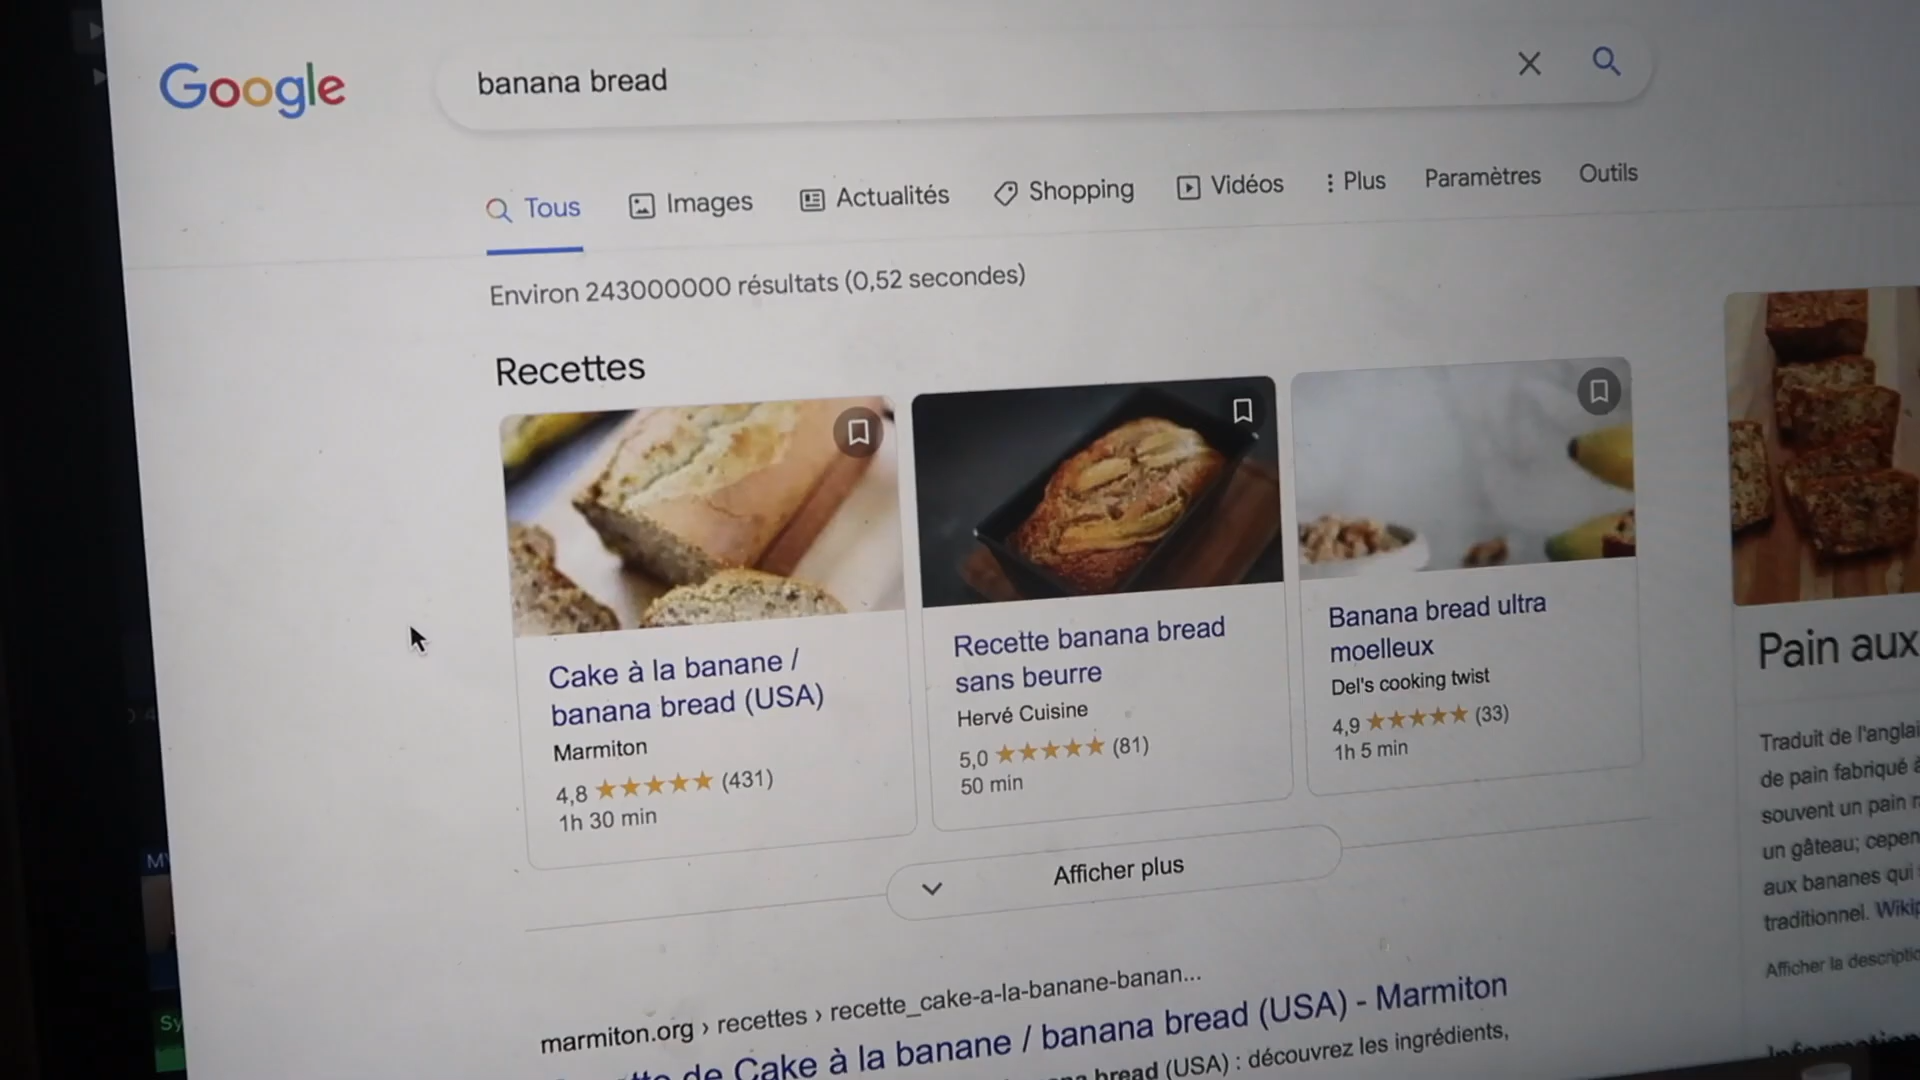 Google
banana bread
Tous
Images
Actualités
Shopping
Vidéos
Plus
Paramètres
Outils
Environ 243000000 résultats (0,52 secondes)
Recettes
Cake à la banane /
banana bread (USA)
Marmiton
4,8 (431)
1h 30 min
Recette banana bread
sans beurre
Hervé Cuisine
5,0 (81)
50 min
Banana bread ultra
moelleux
Del's cooking twist
4,9 (33)
1h 5 min
Afficher plus
marmiton.org › recettes › recette_cake-a-la-banane-banan...
de Cake à la banane / banana bread (USA) - Marmiton
bread (USA) : découvrez les ingrédients,
Pain aux
Traduit de l'anglai
de pain fabriqué à
souvent un pain
un gâteau; cepen
aux bananes qui
traditionnel. Wikip
Afficher la descriptio
Sy